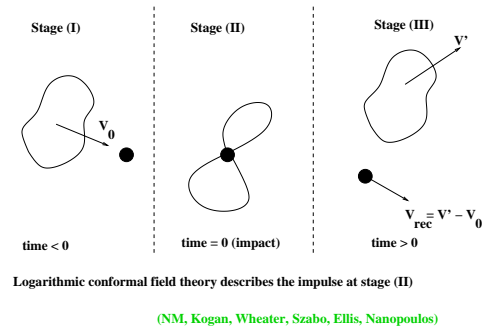 Stage (I)
Stage (II)
Stage (III)
V'
V0
Vrec = V' – V0
time < 0
time = 0 (impact)
time > 0
Logarithmic conformal field theory describes the impulse at stage (II)
(NM, Kogan, Wheater, Szabo, Ellis, Nanopoulos)